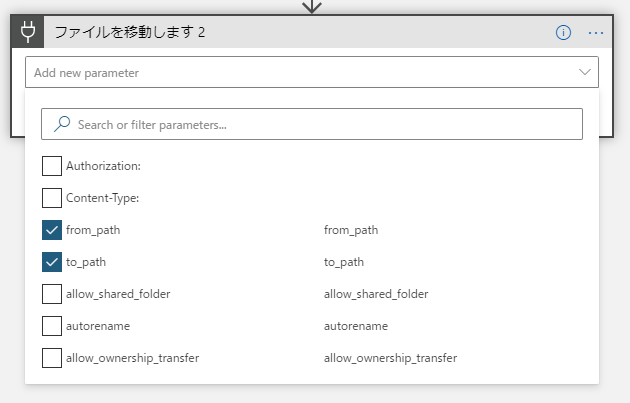 ファイルを移動します 2
Add new parameter
Search or filter parameters...
Authorization:
Content-Type:
from_path from_path
to_path to_path
allow_shared_folder allow_shared_folder
autorename autorename
allow_ownership_transfer allow_ownership_transfer